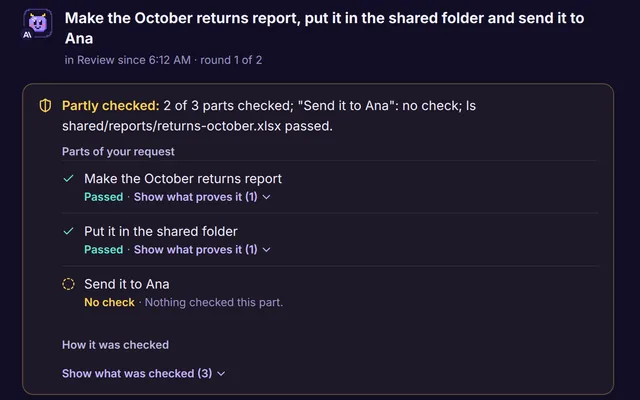 Make the October returns report, put it in the shared folder and send it to
Ana
A\
in Review since 6:12 AM · round 1 of 2
Partly checked: 2 of 3 parts checked; "Send it to Ana": no check; ls
shared/reports/returns-october.xlsx passed.
Parts of your request
Make the October returns report
Passed · Show what proves it (1)
Put it in the shared folder
Passed · Show what proves it (1)
Send it to Ana
No check · Nothing checked this part.
How it was checked
Show what was checked (3)